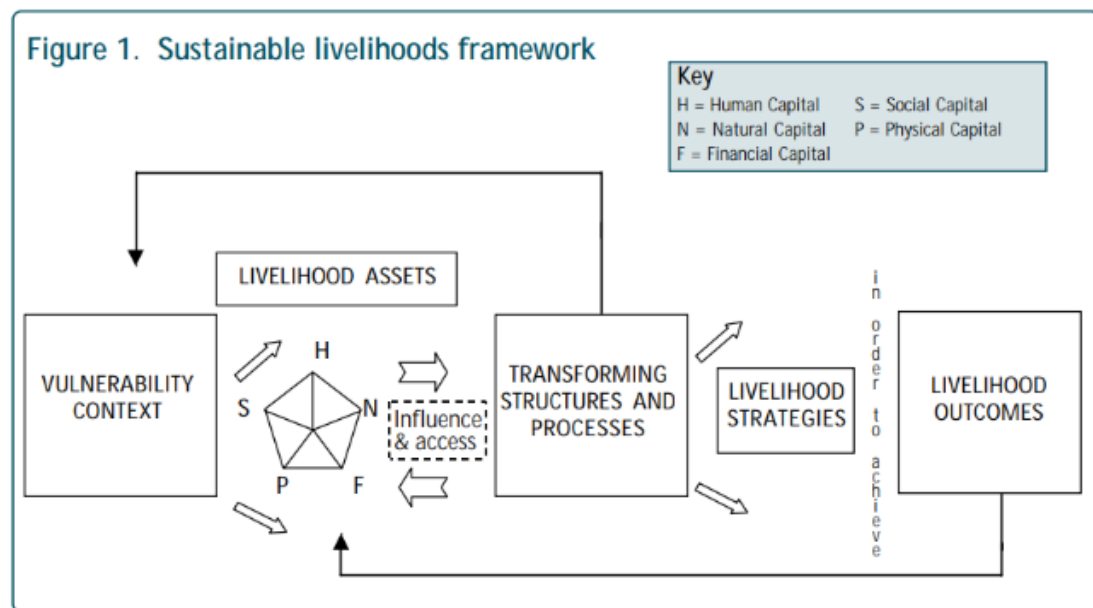 Figure 1. Sustainable livelihoods framework
Key
H = Human Capital S = Social Capital
N = Natural Capital P = Physical Capital
F = Financial Capital
LIVELIHOOD ASSETS
VULNERABILITY
CONTEXT
H
S
N
P
F
Influence
& access
TRANSFORMING
STRUCTURES AND
PROCESSES
LIVELIHOOD
STRATEGIES
in order to achieve
LIVELIHOOD
OUTCOMES